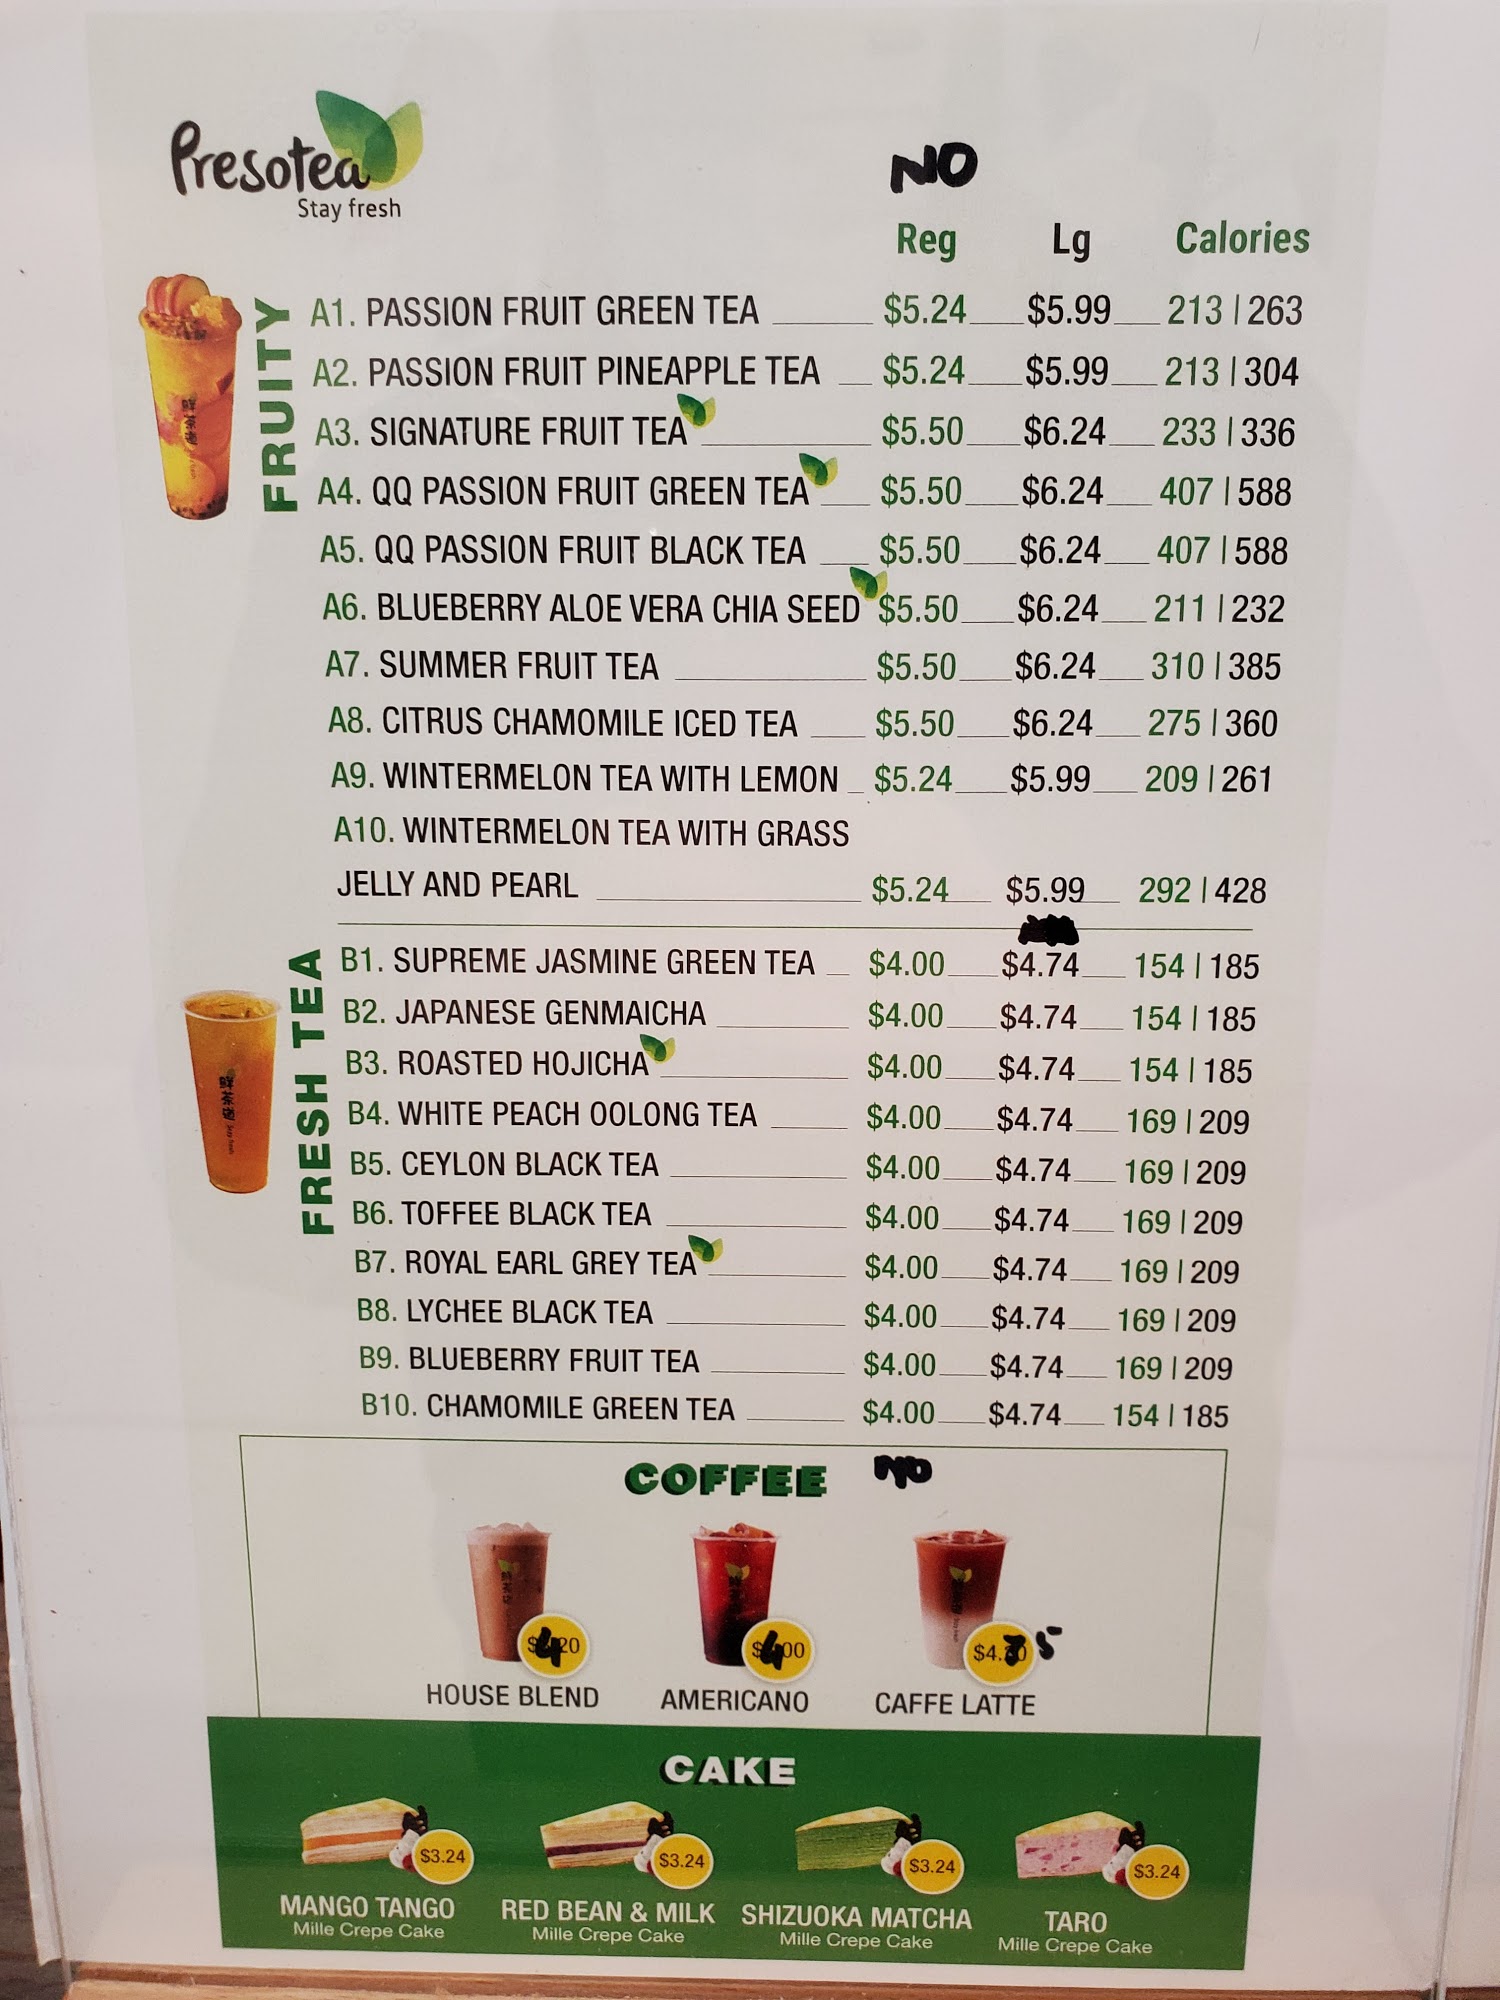 Presotea
Stay fresh
NO
Reg Lg Calories
FRUITY
A1. PASSION FRUIT GREEN TEA $5.24 $5.99 213 | 263
A2. PASSION FRUIT PINEAPPLE TEA $5.24 $5.99 213 | 304
A3. SIGNATURE FRUIT TEA $5.50 $6.24 233 | 336
A4. QQ PASSION FRUIT GREEN TEA $5.50 $6.24 407 | 588
A5. QQ PASSION FRUIT BLACK TEA $5.50 $6.24 407 | 588
A6. BLUEBERRY ALOE VERA CHIA SEED $5.50 $6.24 211 | 232
A7. SUMMER FRUIT TEA $5.50 $6.24 310 | 385
A8. CITRUS CHAMOMILE ICED TEA $5.50 $6.24 275 | 360
A9. WINTERMELON TEA WITH LEMON $5.24 $5.99 209 | 261
A10. WINTERMELON TEA WITH GRASS
JELLY AND PEARL $5.24 $5.99 292 | 428
FRESH TEA
B1. SUPREME JASMINE GREEN TEA $4.00 $4.74 154 | 185
B2. JAPANESE GENMAICHA $4.00 $4.74 154 | 185
B3. ROASTED HOJICHA $4.00 $4.74 154 | 185
B4. WHITE PEACH OOLONG TEA $4.00 $4.74 169 | 209
B5. CEYLON BLACK TEA $4.00 $4.74 169 | 209
B6. TOFFEE BLACK TEA $4.00 $4.74 169 | 209
B7. ROYAL EARL GREY TEA $4.00 $4.74 169 | 209
B8. LYCHEE BLACK TEA $4.00 $4.74 169 | 209
B9. BLUEBERRY FRUIT TEA $4.00 $4.74 169 | 209
B10. CHAMOMILE GREEN TEA $4.00 $4.74 154 | 185
COFFEE NO
$4.20 $4.00 $4.75
HOUSE BLEND AMERICANO CAFFE LATTE
CAKE
$3.24 $3.24 $3.24 $3.24
MANGO TANGO RED BEAN & MILK SHIZUOKA MATCHA TARO
Mille Crepe Cake Mille Crepe Cake Mille Crepe Cake Mille Crepe Cake